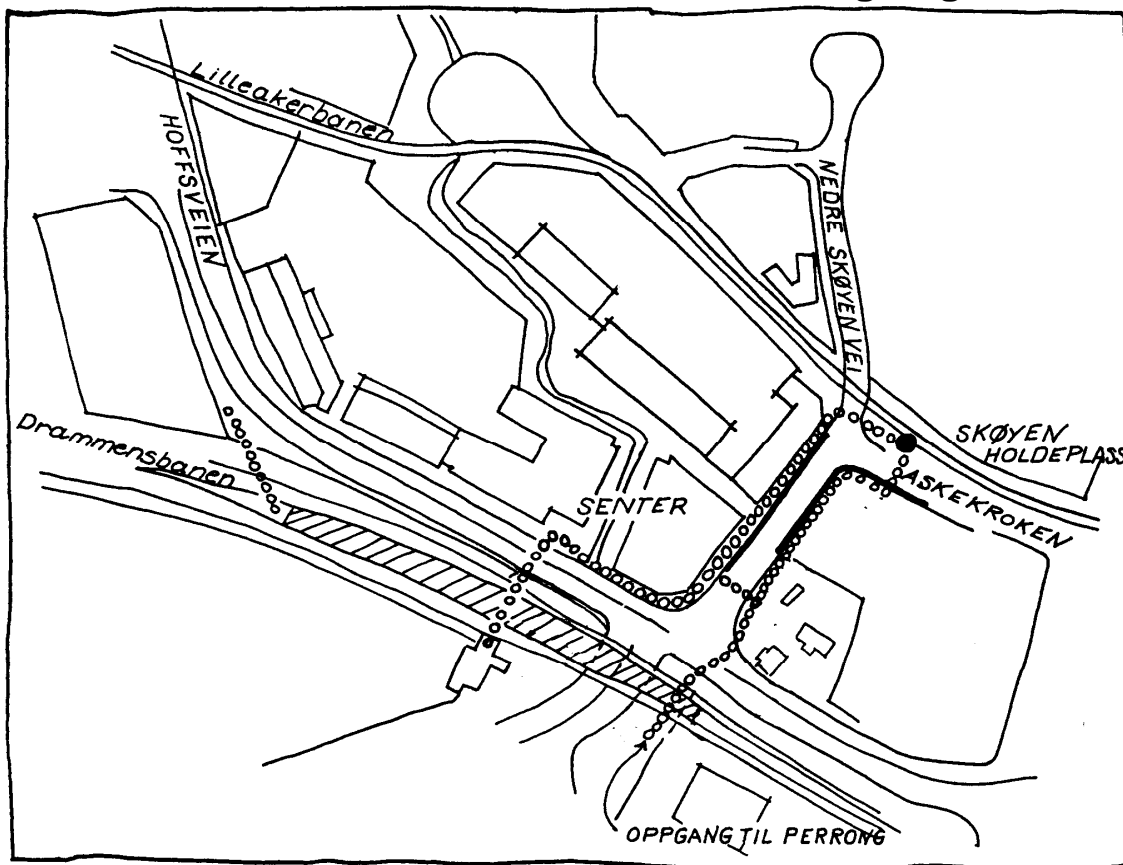 Lilleakerbanen
HOFFSVEIEN
NEDRE SKØYEN VEI
Drammensbanen
SKØYEN
HOLDEPLASS
ASKEKROKEN
SENTER
OPPGANG TIL PERRONG